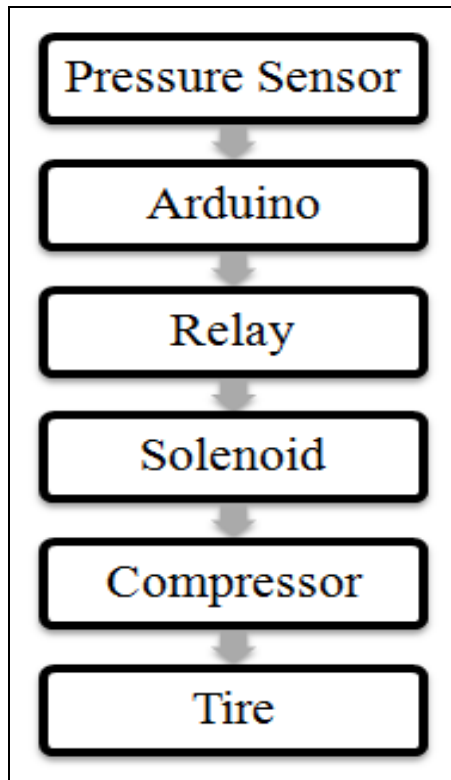 Pressure Sensor
Arduino
Relay
Solenoid
Compressor
Tire